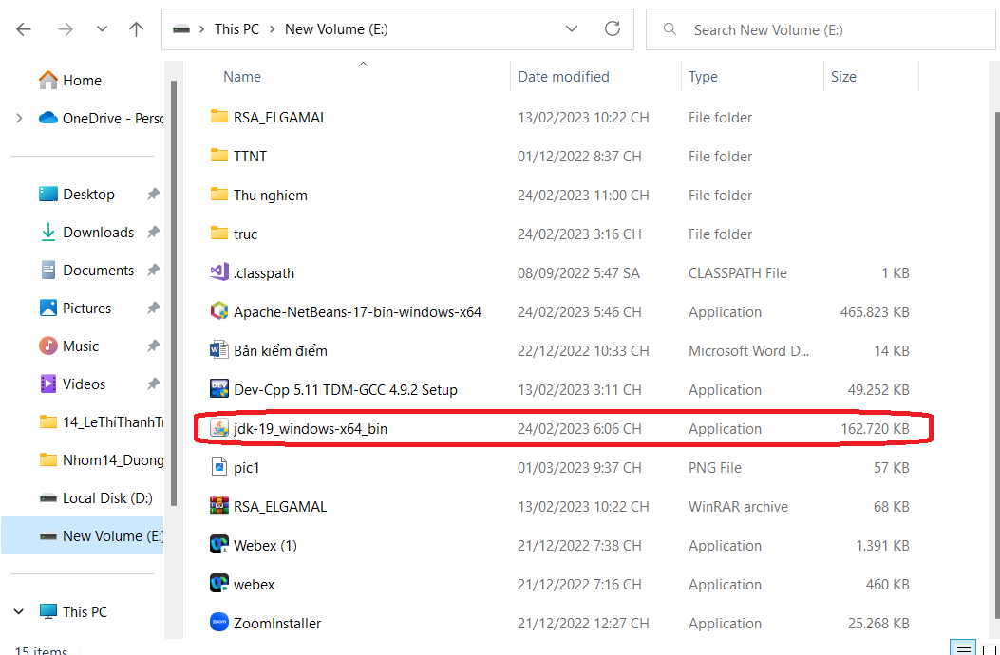 This PC > New Volume (E:)
Search New Volume (E:)
Home
OneDrive - Perso
Desktop
Downloads
Documents
Pictures
Music
Videos
14_LeThiThanhTr
Nhom14_Duong
Local Disk (D:)
New Volume (E:)
This PC
Name Date modified Type Size
RSA_ELGAMAL 13/02/2023 10:22 CH File folder
TTNT 01/12/2022 8:37 CH File folder
Thu nghiem 24/02/2023 11:00 CH File folder
truc 24/02/2023 3:16 CH File folder
.classpath 08/09/2022 5:47 SA CLASSPATH File 1 KB
Apache-NetBeans-17-bin-windows-x64 24/02/2023 5:46 CH Application 465.823 KB
Bản kiểm điểm 22/12/2022 10:33 CH Microsoft Word D... 14 KB
Dev-Cpp 5.11 TDM-GCC 4.9.2 Setup 13/02/2023 3:11 CH Application 49.252 KB
jdk-19_windows-x64_bin 24/02/2023 6:06 CH Application 162.720 KB
pic1 01/03/2023 9:37 CH PNG File 57 KB
RSA_ELGAMAL 13/02/2023 10:22 CH WinRAR archive 68 KB
Webex (1) 21/12/2022 7:38 CH Application 1.391 KB
webex 21/12/2022 7:16 CH Application 460 KB
zoom
ZoomInstaller 21/12/2022 12:27 CH Application 25.268 KB
15 items